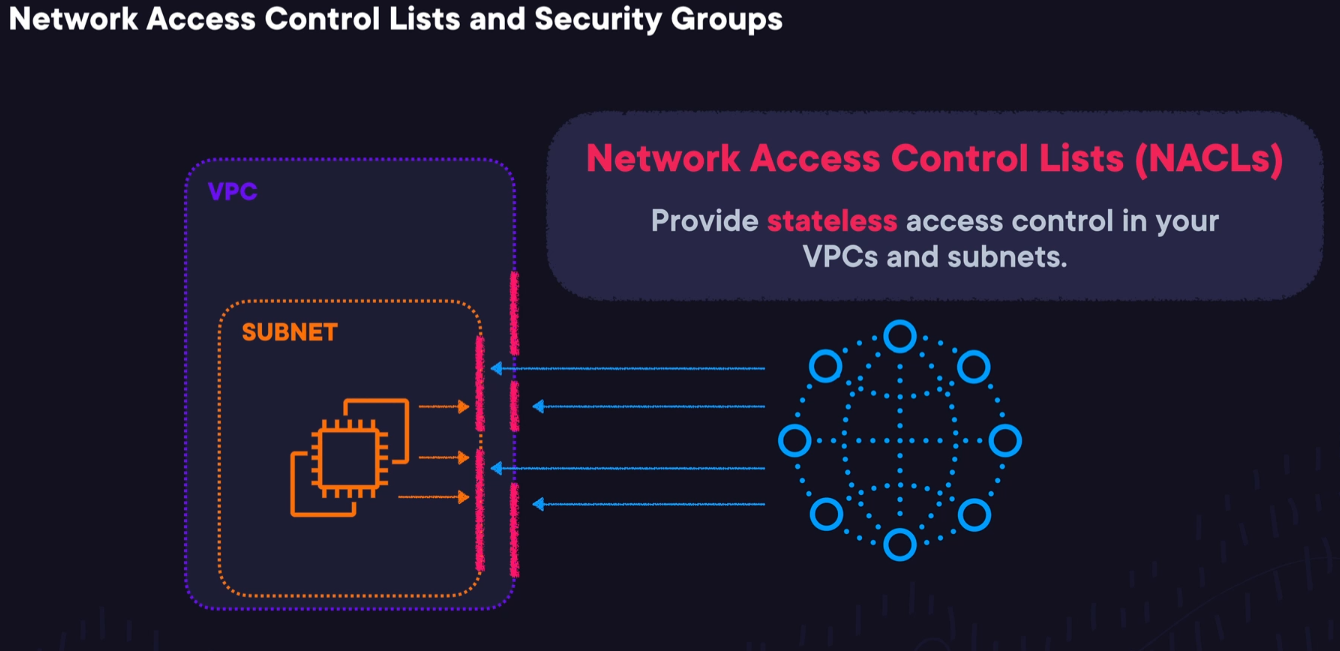 Network Access Control Lists and Security Groups
Network Access Control Lists (NACLs)
Provide stateless access control in your
VPCs and subnets.
VPC
SUBNET